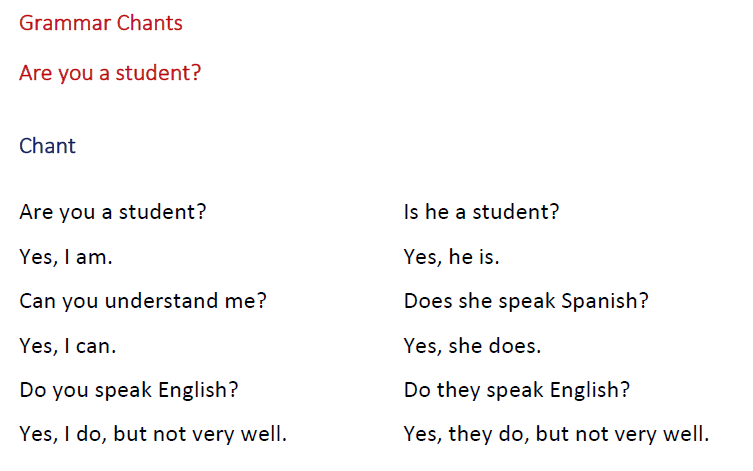 Grammar Chants
Are you a student?
Chant
Are you a student?
Yes, I am.
Can you understand me?
Yes, I can.
Do you speak English?
Yes, I do, but not very well.
Is he a student?
Yes, he is.
Does she speak Spanish?
Yes, she does.
Do they speak English?
Yes, they do, but not very well.